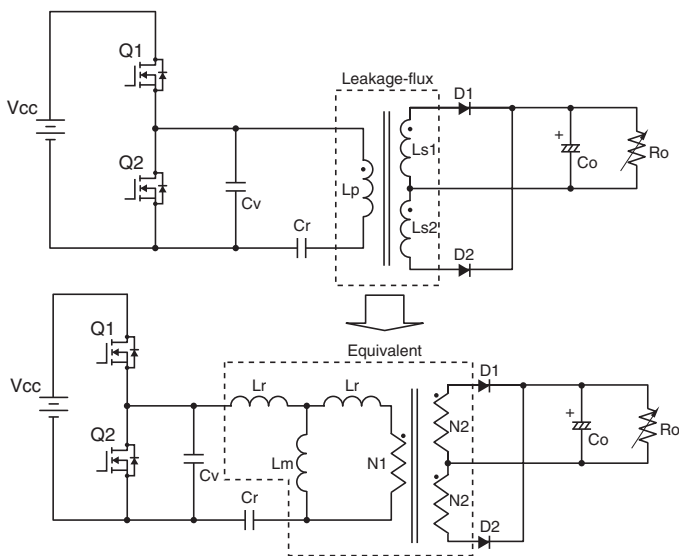 Q1
Leakage-flux
D1
Vcc
Q2
Ls1
+
Co
Ro
Lp
Cv
Ls2
Cr
D2
Equivalent
Q1
Lr
Lr
D1
Vcc
Q2
N2
+
Co
Ro
Lm
N1
Cv
N2
Cr
D2